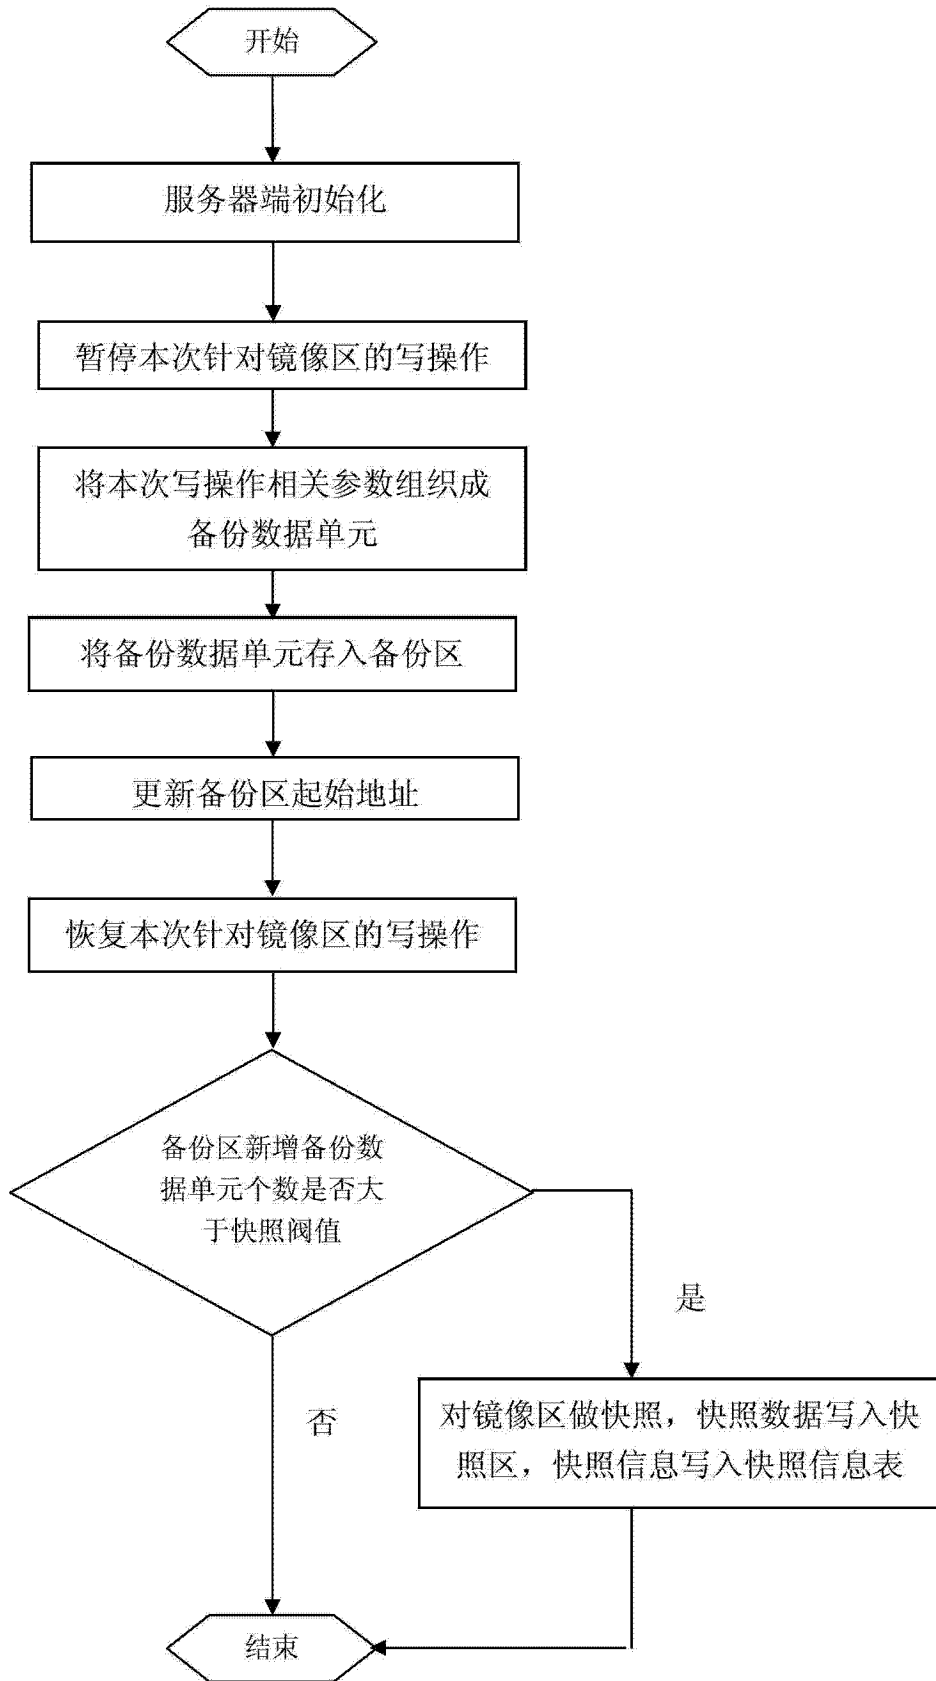 开始
服务器端初始化
暂停本次针对镜像区的写操作
将本次写操作相关参数组织成
备份数据单元
将备份数据单元存入备份区
更新备份区起始地址
恢复本次针对镜像区的写操作
备份区新增备份数
据单元个数是否大
于快照阀值
是
否
对镜像区做快照，快照数据写入快
照区，快照信息写入快照信息表
结束